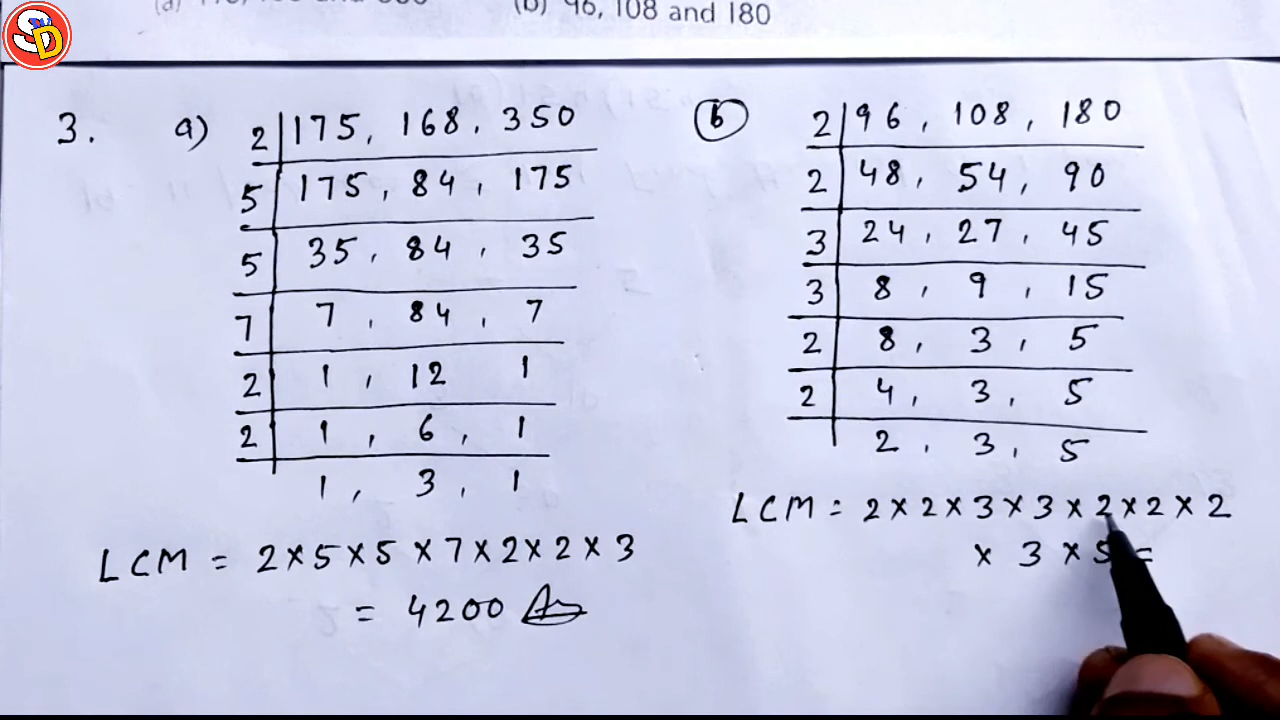 (b) 96, 108 and 180
SD
3. a) 2 175, 168, 350
5 175, 84, 175
5 35, 84, 35
7 7, 84, 7
2 1, 12 1
2 1, 6, 1
1, 3, 1
LCM = 2×5×5×7×2×2×3
= 4200 Ans
(b) 2 96, 108, 180
2 48, 54, 90
3 24, 27, 45
3 8, 9, 15
2 8, 3, 5
2 4, 3, 5
2, 3, 5
LCM = 2×2×3×3×2×2×2
× 3 × 5 =